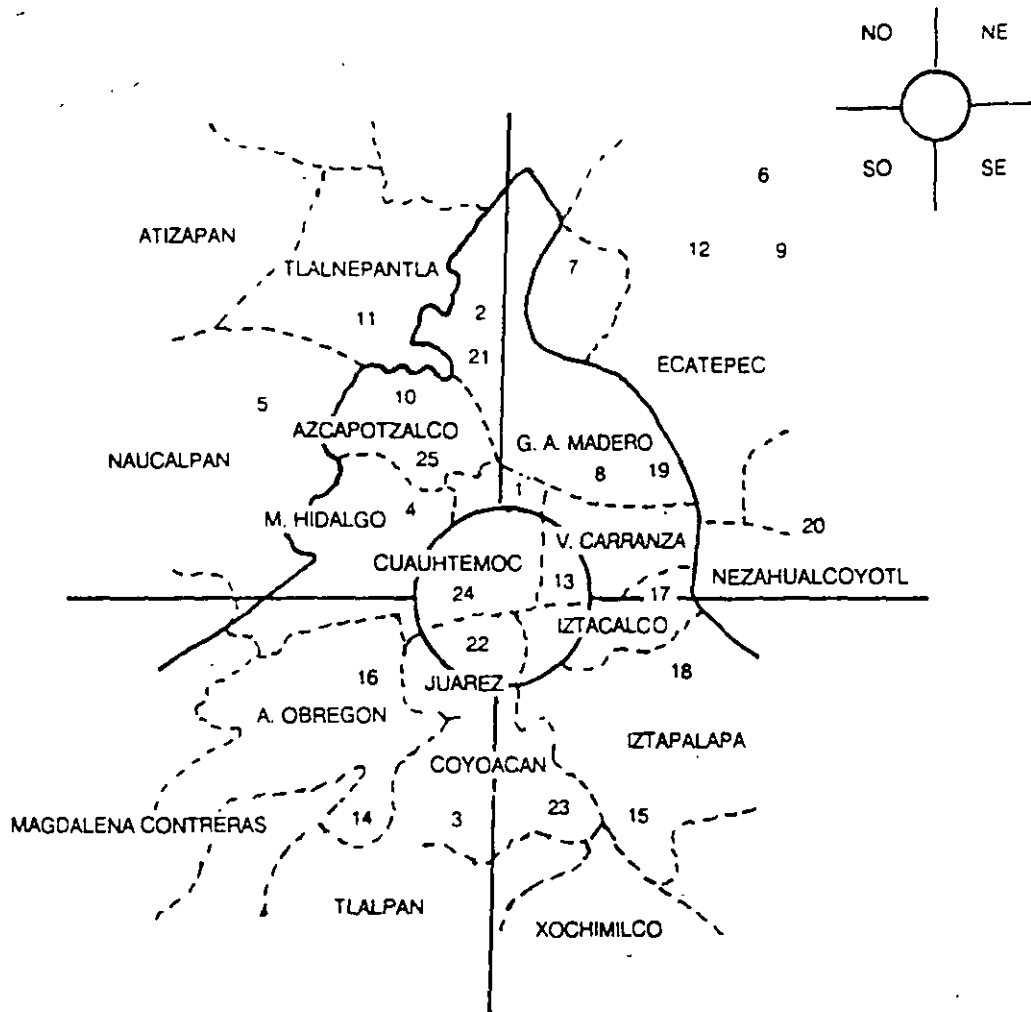 NO NE
SO SE
6
ATIZAPAN
12 9
TLALNEPANTLA
7
11
2
21
ECATEPEC
5
10
AZCAPOTZALCO
G. A. MADERO
NAUCALPAN
25
8
19
4
1
M. HIDALGO
20
V. CARRANZA
CUAUHTEMOC
NEZAHUALCOYOTL
24
13
17
IZTACALCO
22
16
18
JUAREZ
A. OBREGON
IZTAPALAPA
COYOACAN
MAGDALENA CONTRERAS
14
3
23
15
TLALPAN
XOCHIMILCO